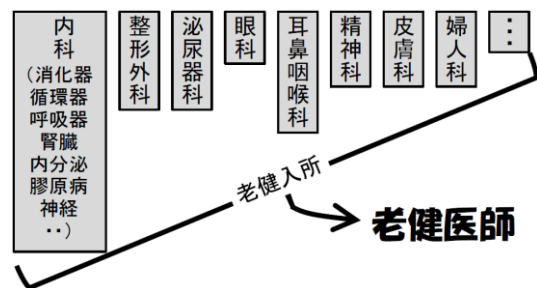 内科
（消化器
循環器
呼吸器
腎臓
内分泌
膠原病
神経
‥）
整形外科
泌尿器科
眼科
耳鼻咽喉科
精神科
皮膚科
婦人科
…
老健入所
老健医師